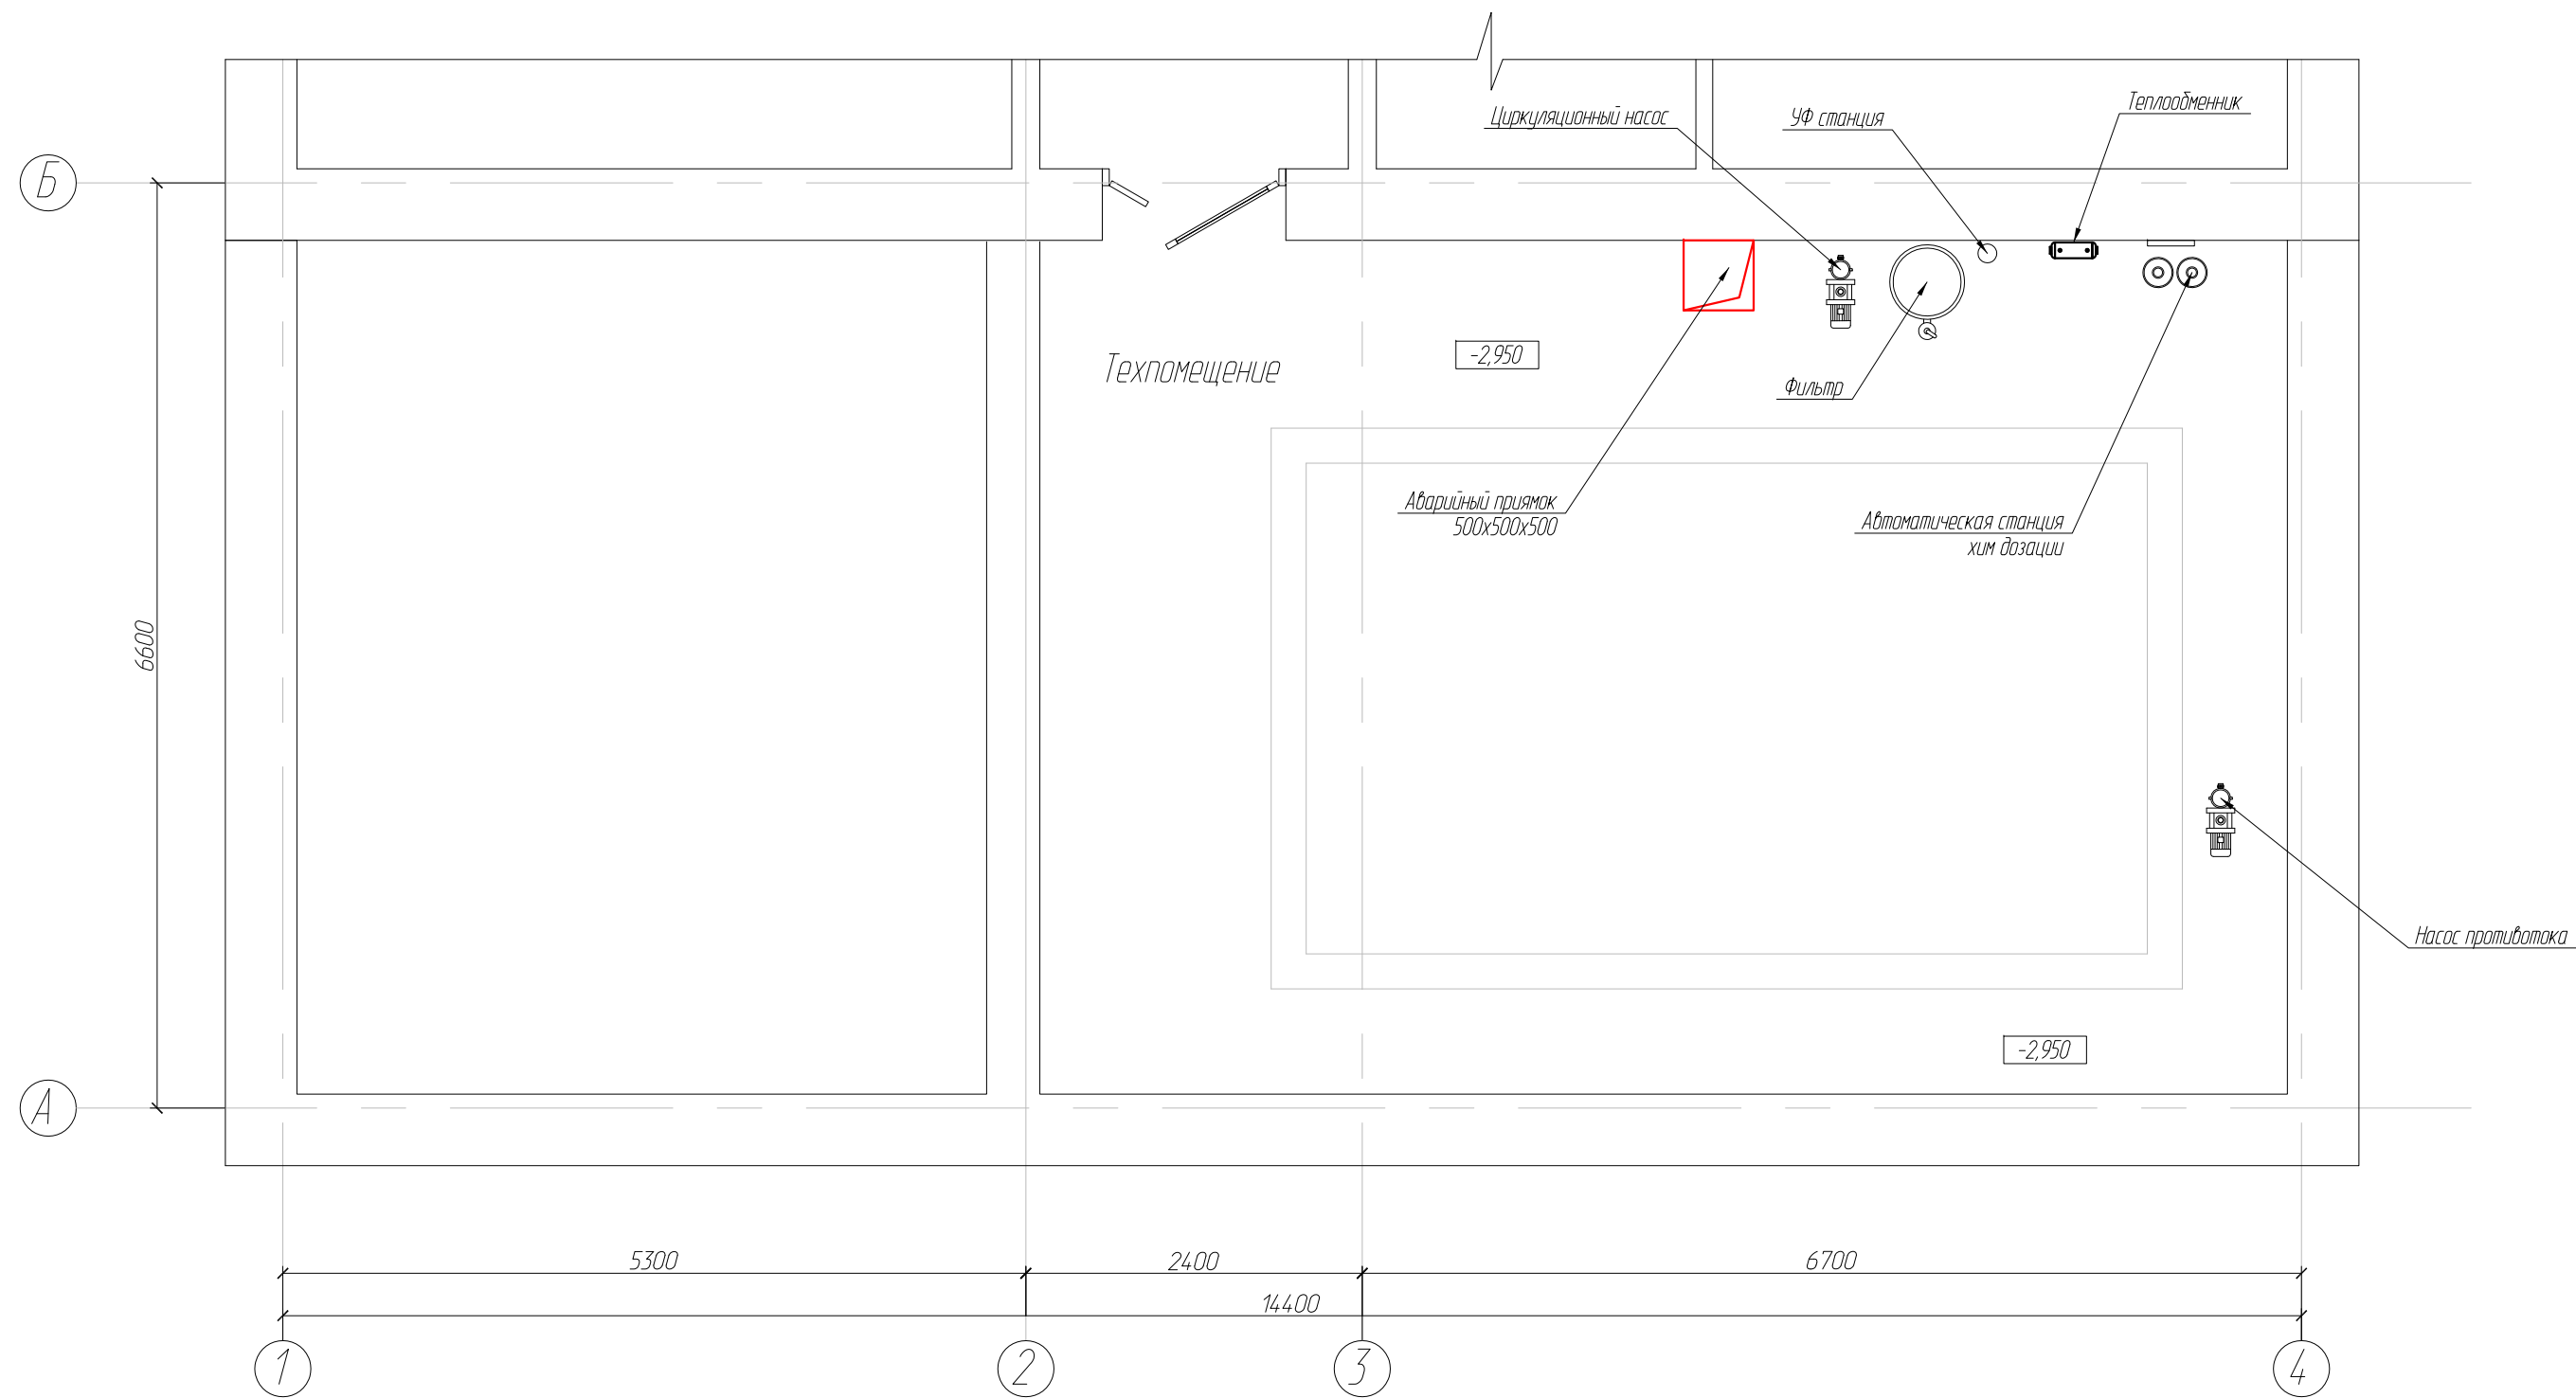 Циркуляционный насос
УФ станция
Теплообменник
Б
-2,950
Техпомещение
Фильтр
Аварийный приямок
500х500х500
Автоматическая станция
хим дозации
6600
Насос противотока
-2,950
А
5300
2400
6700
14400
1
2
3
4